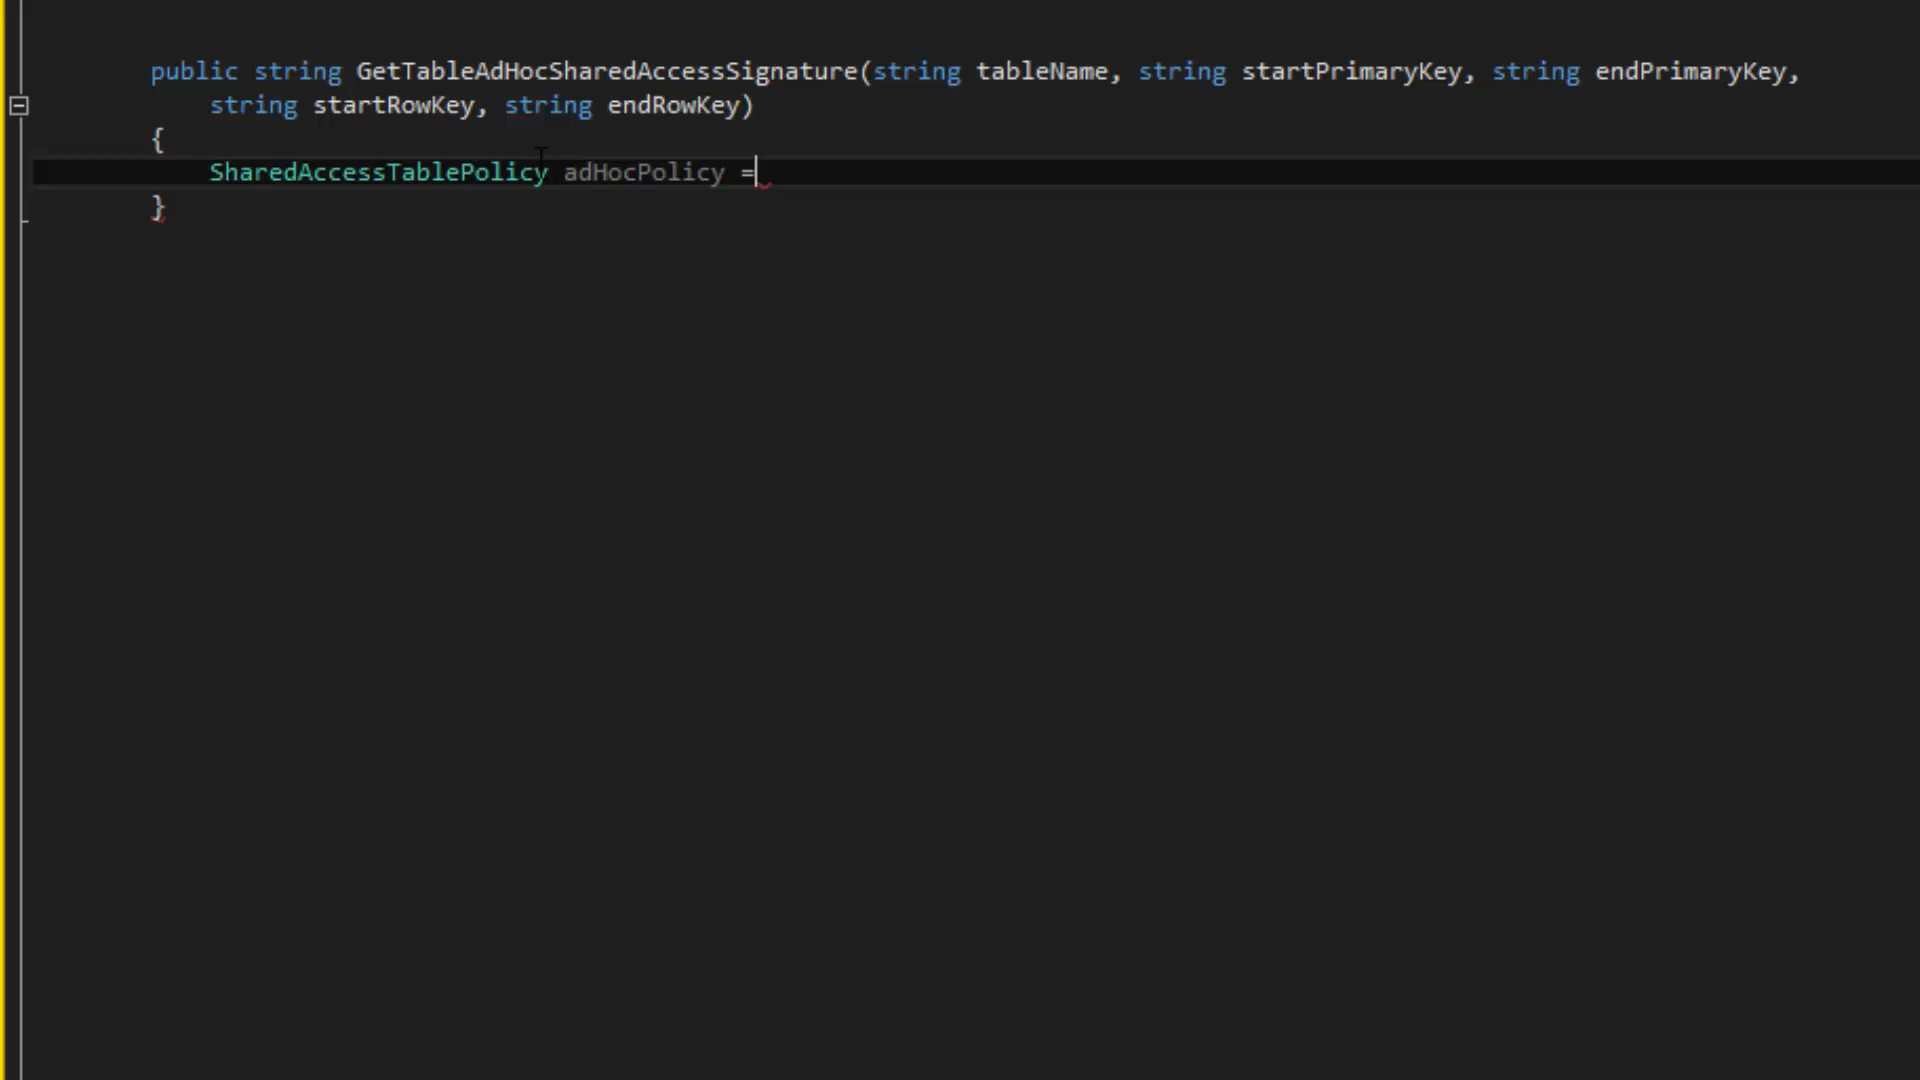 public string GetTableAdHocSharedAccessSignature(string tableName, string startPrimaryKey, string endPrimaryKey,
string startRowKey, string endRowKey)
{
SharedAccessTablePolicy adHocPolicy =
}